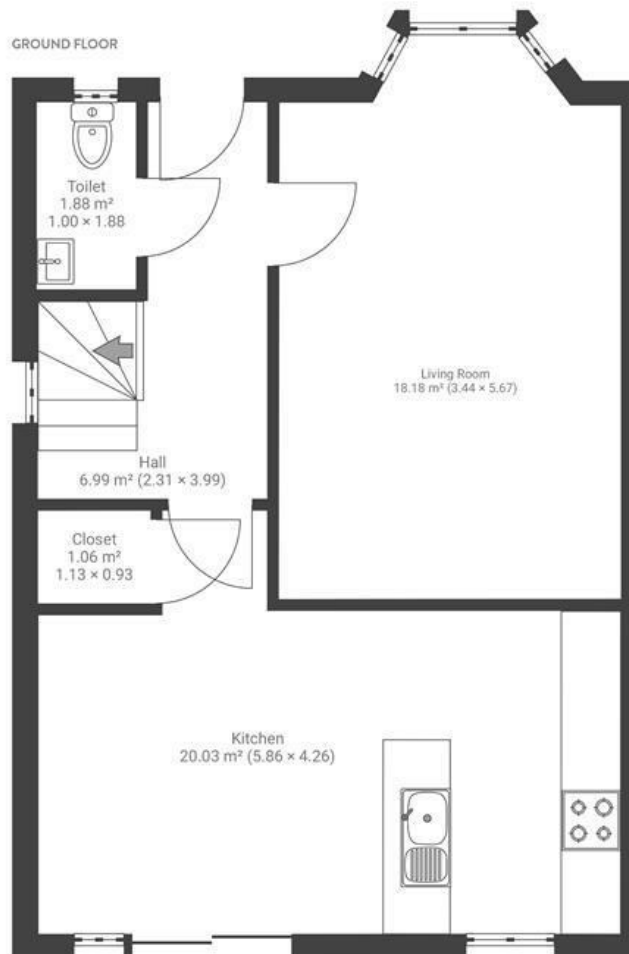 GROUND FLOOR
Toilet
1.88 m²
1.00 × 1.88
Living Room
18.18 m² (3.44 × 5.67)
Hall
6.99 m² (2.31 × 3.99)
Closet
1.06 m²
1.13 × 0.93
Kitchen
20.03 m² (5.86 × 4.26)